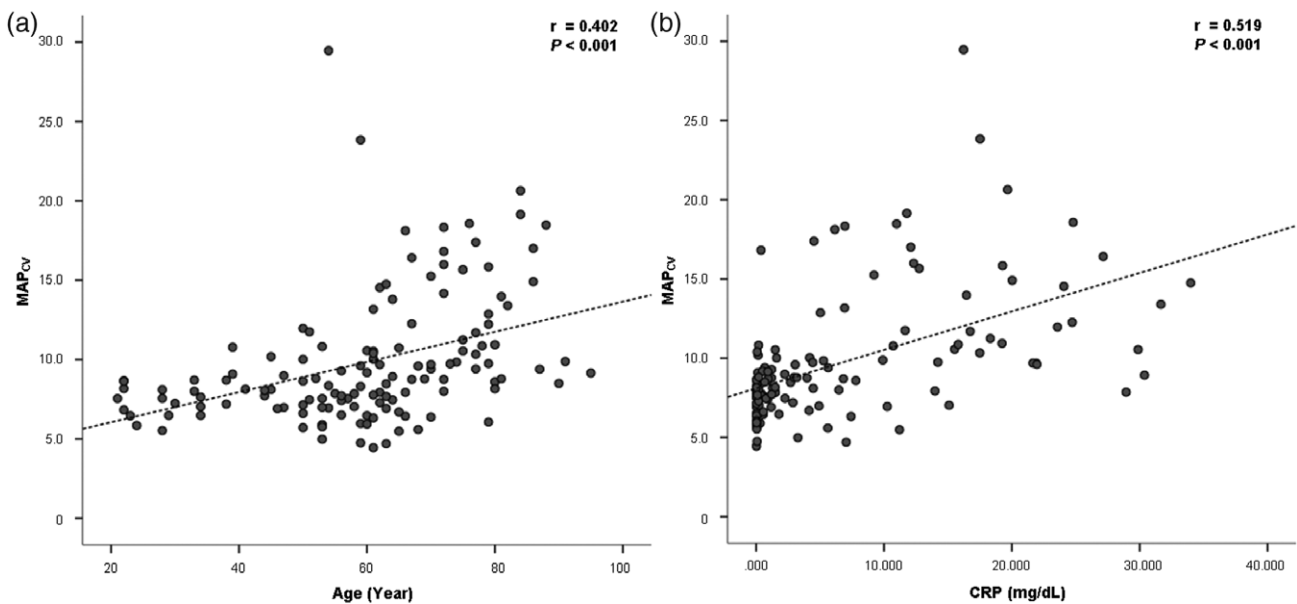 (a)
r = 0.402
P < 0.001
30.0
25.0
20.0
15.0
10.0
5.0
0
MAPCV
20
40
60
80
100
Age (Year)
(b)
r = 0.519
P < 0.001
30.0
25.0
20.0
15.0
10.0
5.0
0
MAPCV
.000
10.000
20.000
30.000
40.000
CRP (mg/dL)